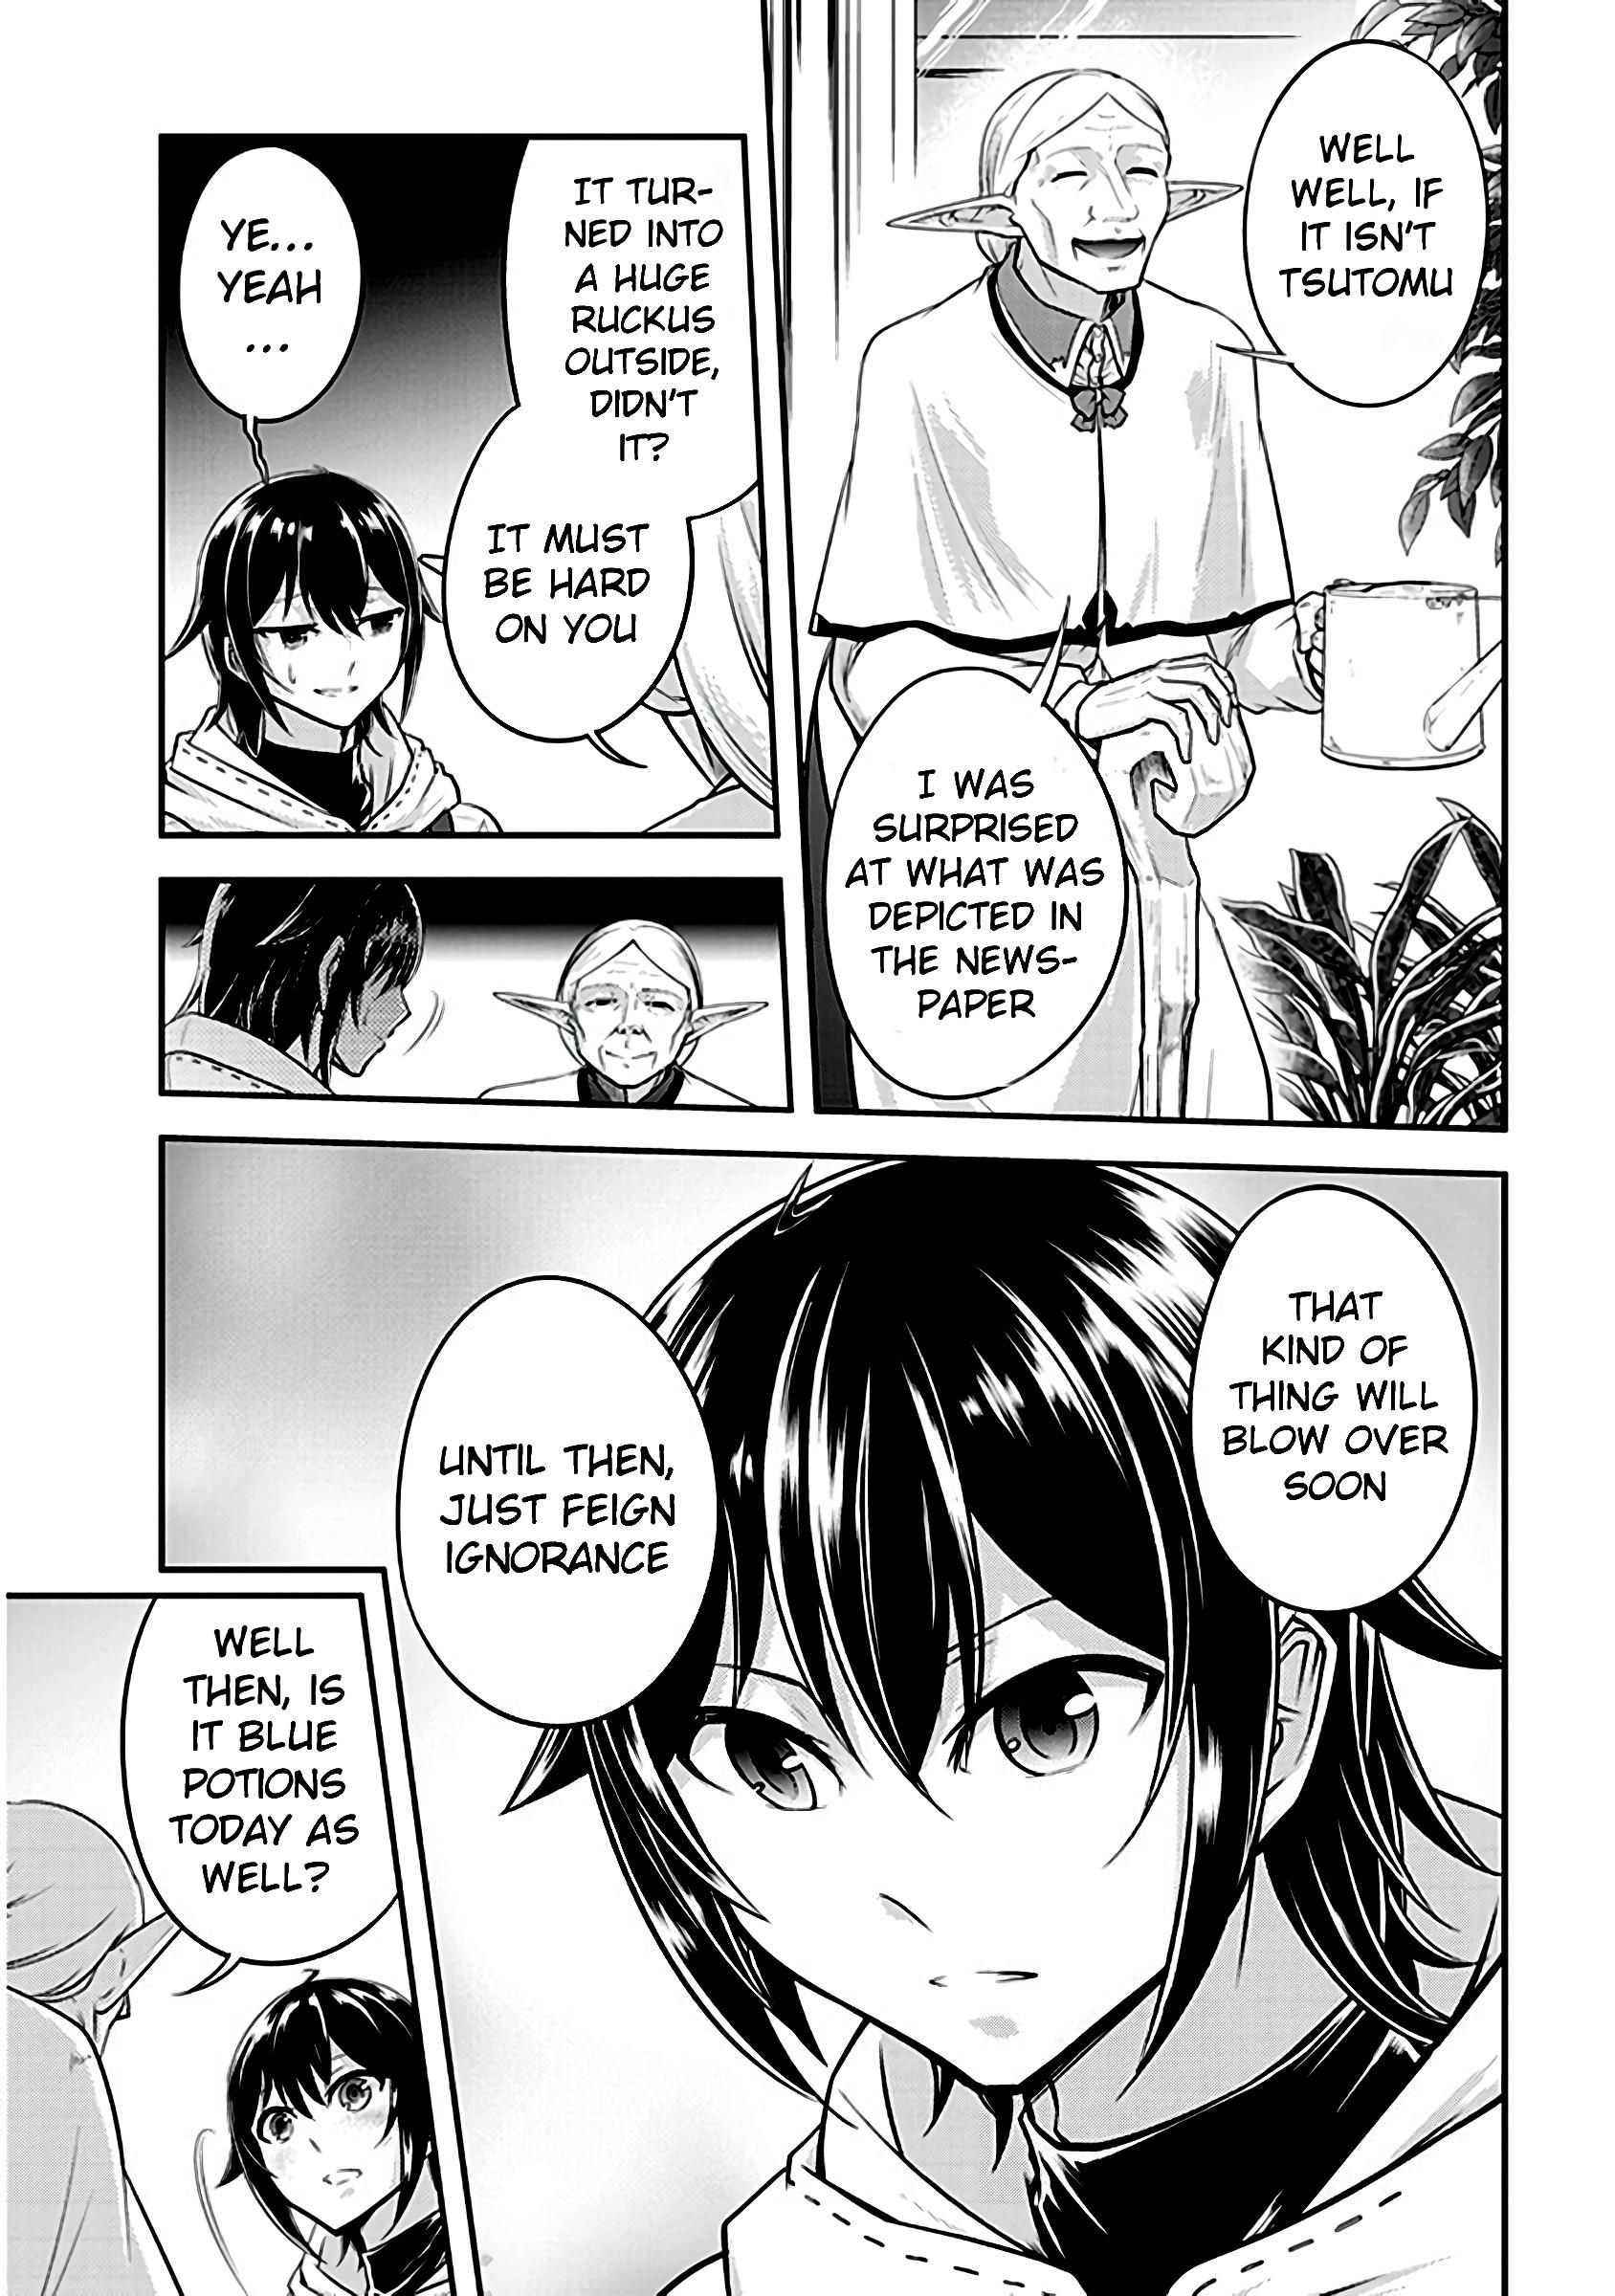 WELL
WELL, IF
IT ISN'T
TSUTOMU
I WAS
SURPRISED
AT WHAT WAS
DEPICTED IN
THE NEWS-
PAPER
IT TUR-
NED INTO
A HUGE
RUCKUS
OUTSIDE,
DIDN'T
IT?
IT MUST
BE HARD
ON YOU
YE...
YEAH
...
THAT
KIND OF
THING WILL
BLOW OVER
SOON
UNTIL THEN,
JUST FEIGN
IGNORANCE
WELL
THEN, IS
IT BLUE
POTIONS
TODAY AS
WELL?